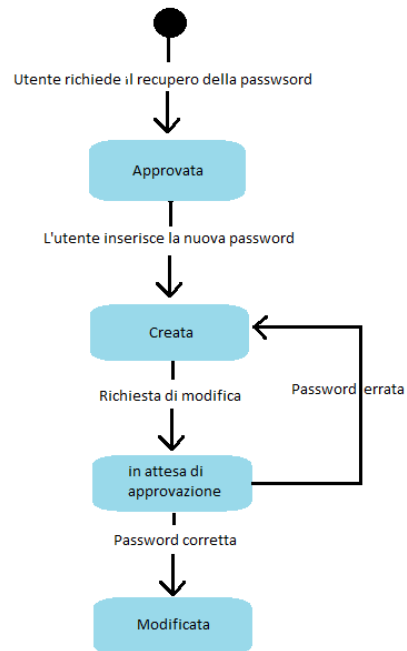 Utente richiede il recupero della passwsord
Approvata
L'utente inserisce la nuova password
Creata
Richiesta di modifica
Password errata
in attesa di
approvazione
Password corretta
Modificata